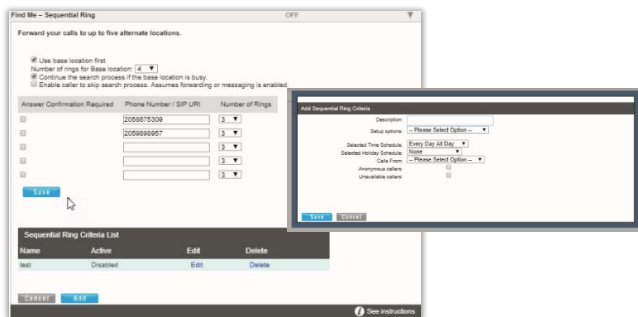 Find Me – Sequential Ring OFF
Forward your calls to up to five alternate locations.
Use base location first
Number of rings for Base location: 4
Continue the search process if the base location is busy.
Enable caller to skip search process. Assumes forwarding or messaging is enabled.
Answer Confirmation Required Phone Number / SIP URI Number of Rings
2058675309 3
2059898957 3
3
3
3
Save
Sequential Ring Criteria List
Name Active Edit Delete
test Disabled Edit Delete
Cancel Add
See instructions
Add Sequential Ring Criteria
Description:
Setup options: -- Please Select Option --
Selected Time Schedule: Every Day All Day
Selected Holiday Schedule: None
Calls From: -- Please Select Option --
Anonymous callers:
Unavailable callers:
Save Cancel